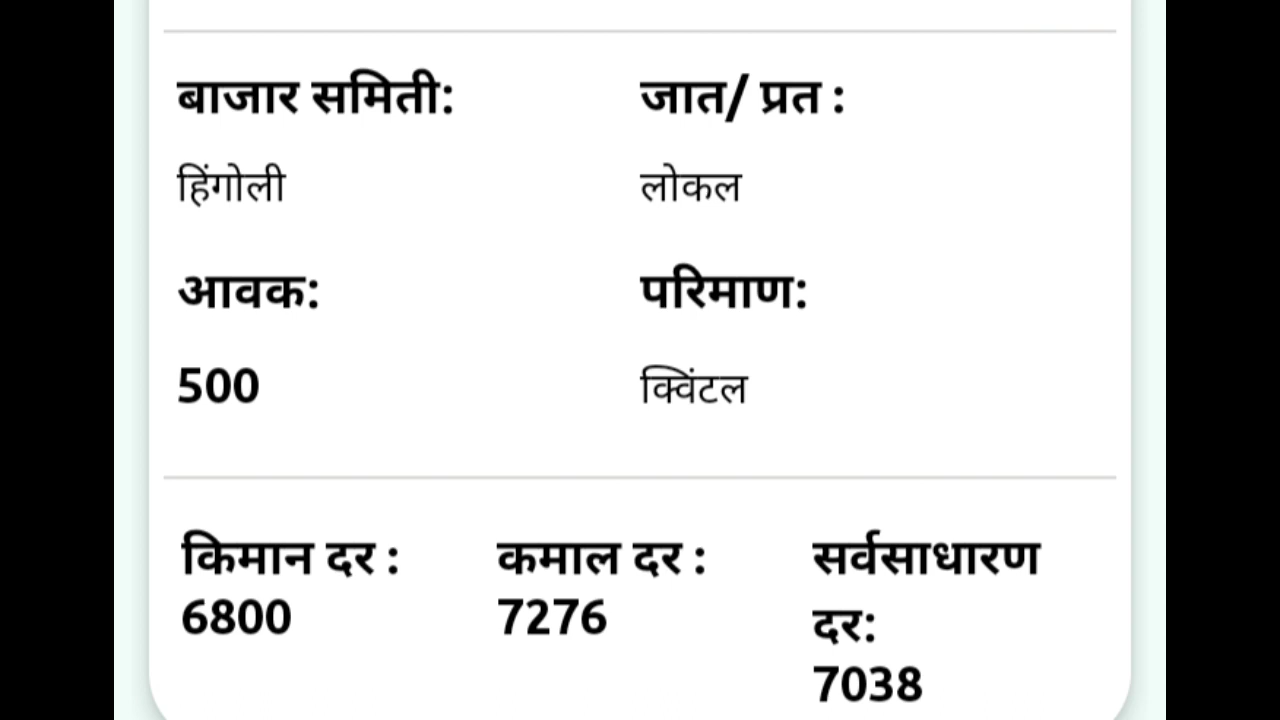 बाजार समिती: जात/ प्रत :
हिंगोली लोकल
आवक: परिमाण:
500 क्विंटल
किमान दर : कमाल दर : सर्वसाधारण
6800 7276 दर:
7038